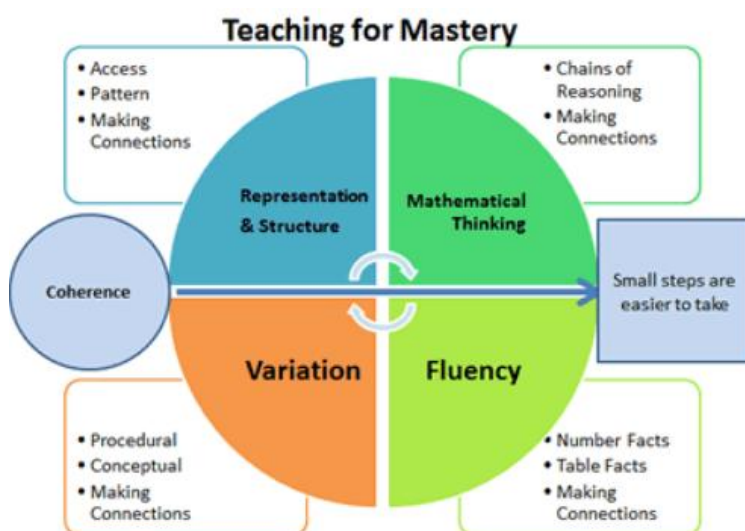 Teaching for Mastery
• Access
• Pattern
• Making
Connections
• Chains of
Reasoning
• Making
Connections
Representation
& Structure
Mathematical
Thinking
Coherence
Small steps are
easier to take
Variation
Fluency
• Procedural
• Conceptual
• Making
Connections
• Number Facts
• Table Facts
• Making
Connections